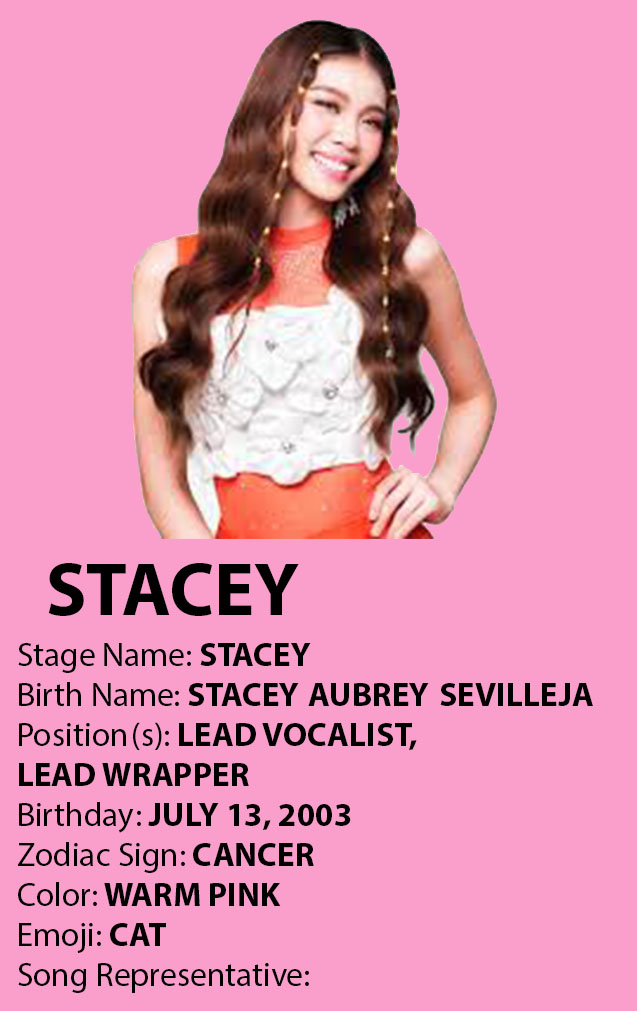 STACEY
Stage Name: STACEY
Birth Name: STACEY AUBREY SEVILLEJA
Position(s): LEAD VOCALIST,
LEAD WRAPPER
Birthday: JULY 13, 2003
Zodiac Sign: CANCER
Color: WARM PINK
Emoji: CAT
Song Representative: